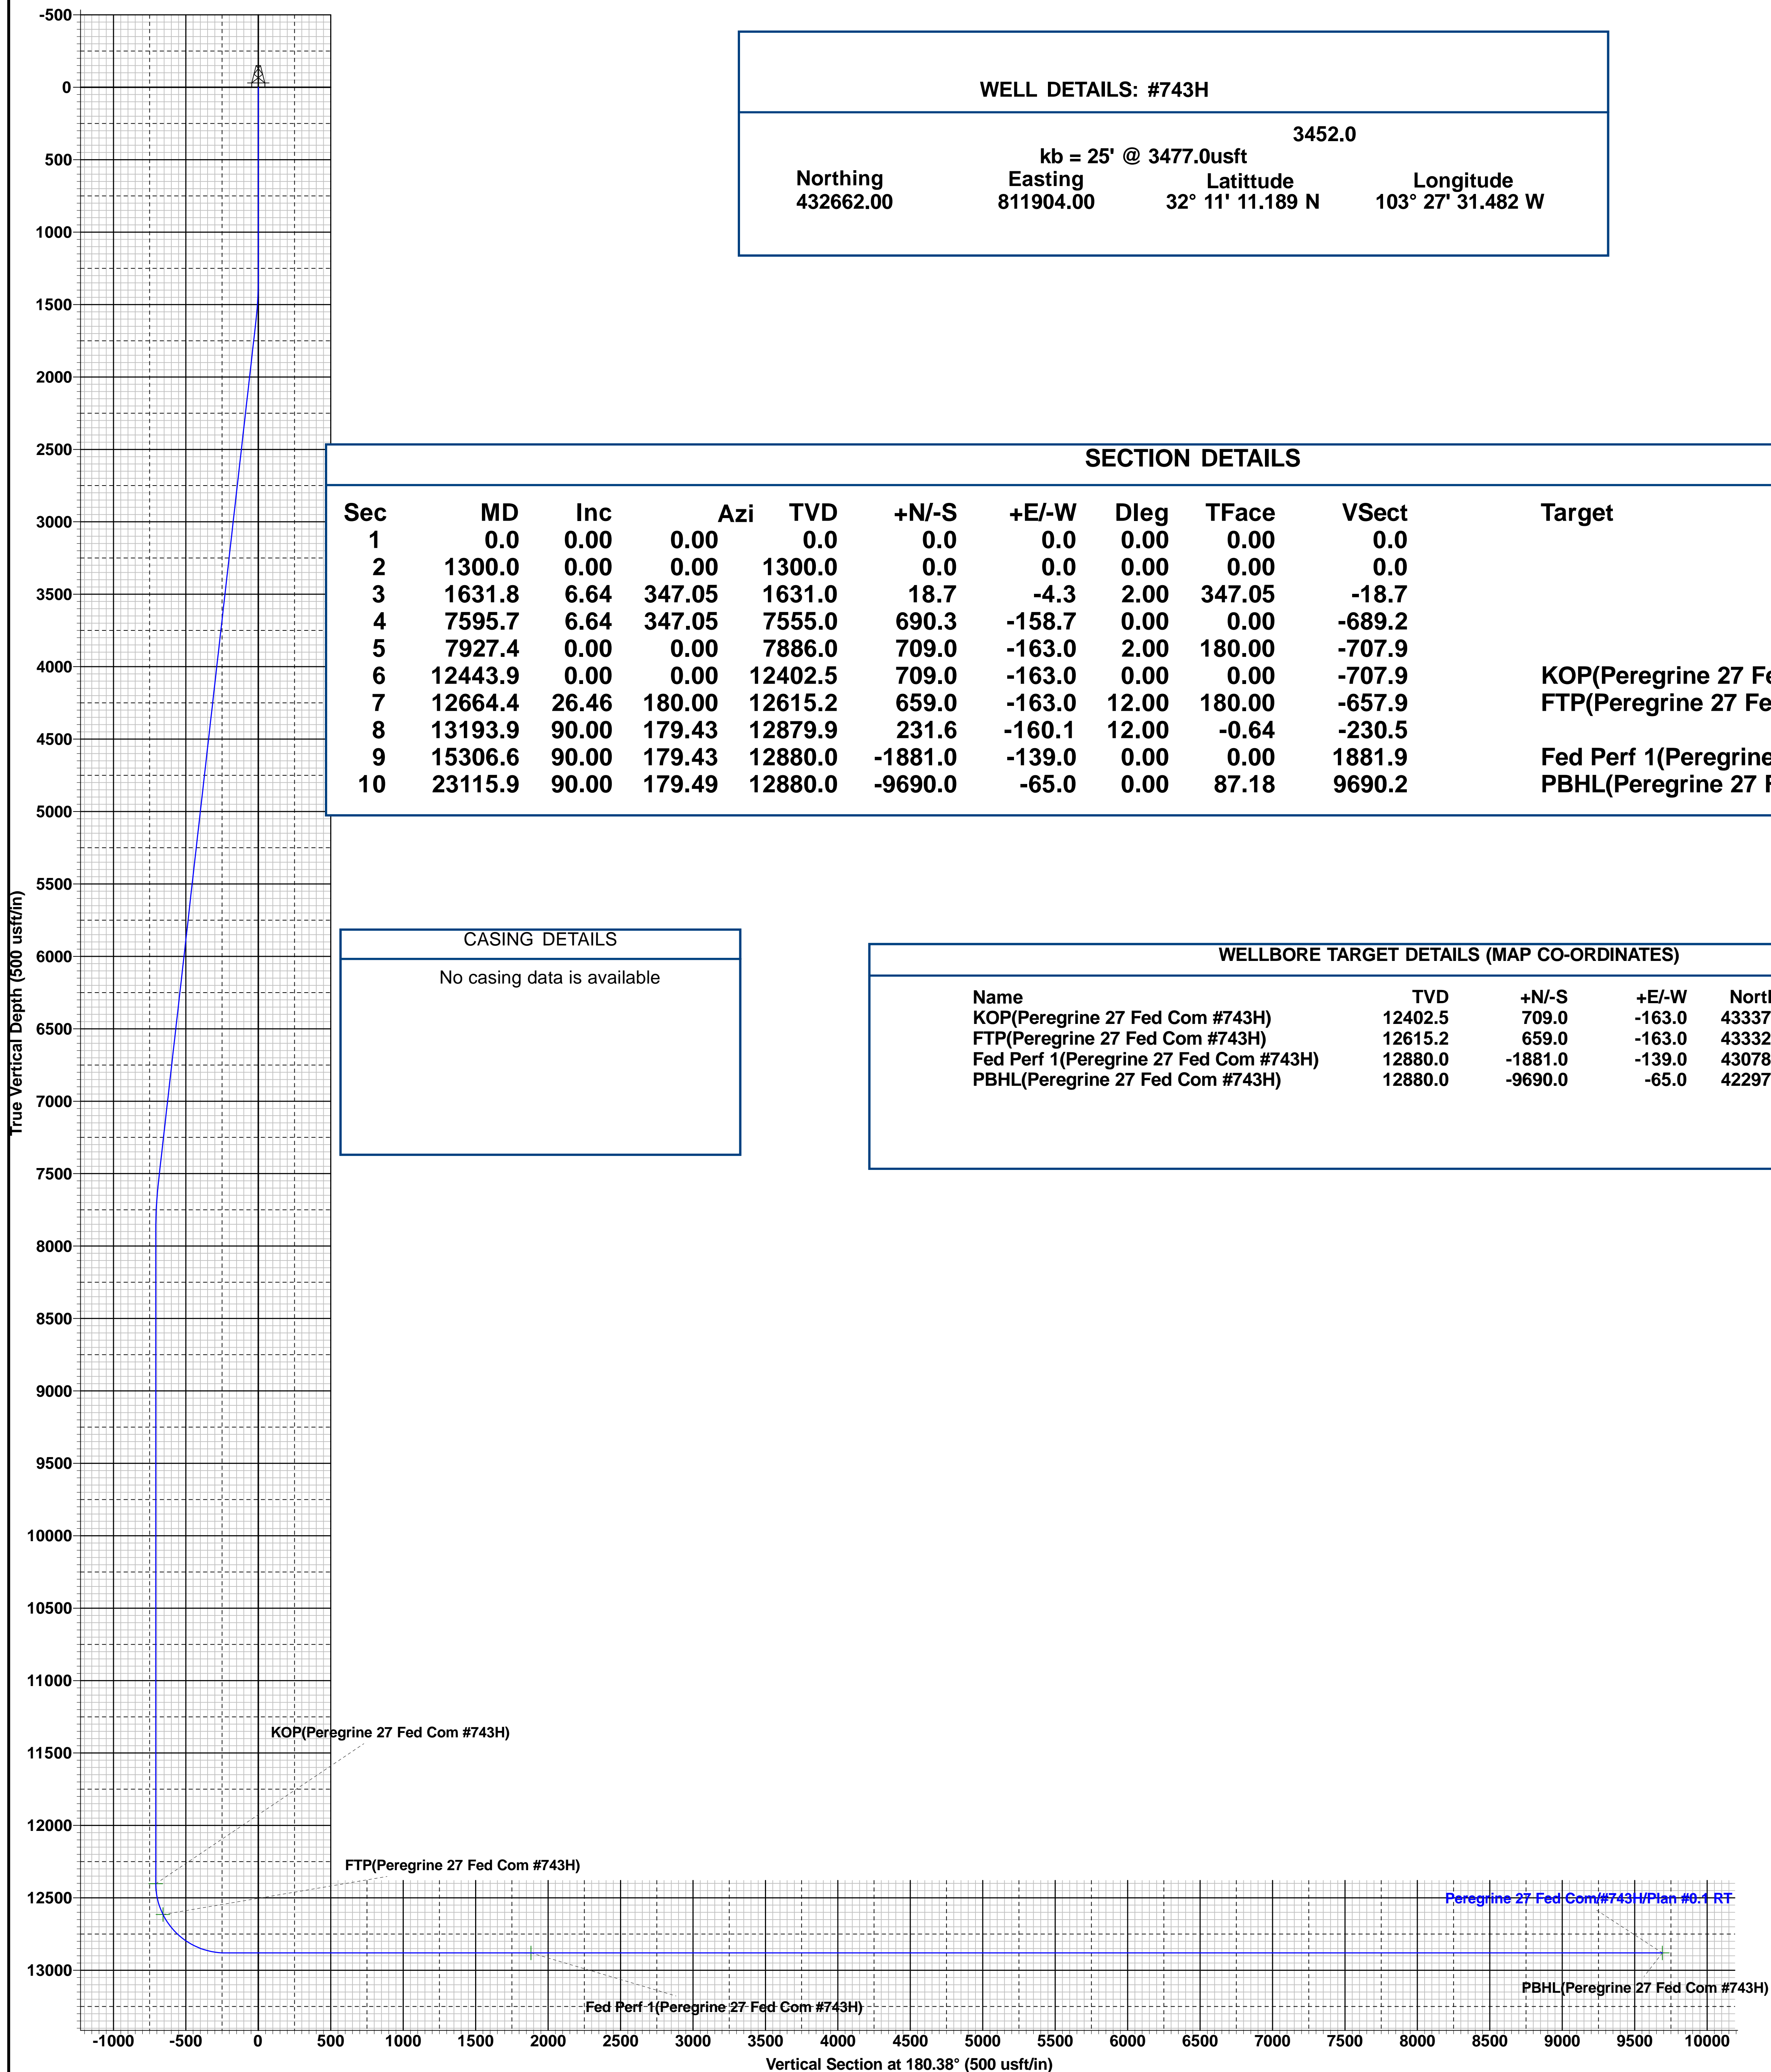 WELL DETAILS: #743H
3452.0
kb = 25' @ 3477.0usft
Northing Easting Latittude Longitude
432662.00 811904.00 32° 11' 11.189 N 103° 27' 31.482 W
SECTION DETAILS
Sec MD Inc Azi TVD +N/-S +E/-W Dleg TFace VSect Target
1 0.0 0.00 0.00 0.0 0.0 0.0 0.00 0.00 0.0
2 1300.0 0.00 0.00 1300.0 0.0 0.0 0.00 0.00 0.0
3 1631.8 6.64 347.05 1631.0 18.7 -4.3 2.00 347.05 -18.7
4 7595.7 6.64 347.05 7555.0 690.3 -158.7 0.00 0.00 -689.2
5 7927.4 0.00 0.00 7886.0 709.0 -163.0 2.00 180.00 -707.9
6 12443.9 0.00 0.00 12402.5 709.0 -163.0 0.00 0.00 -707.9 KOP(Peregrine 27 Fe
7 12664.4 26.46 180.00 12615.2 659.0 -163.0 12.00 180.00 -657.9 FTP(Peregrine 27 Fe
8 13193.9 90.00 179.43 12879.9 231.6 -160.1 12.00 -0.64 -230.5
9 15306.6 90.00 179.43 12880.0 -1881.0 -139.0 0.00 0.00 1881.9 Fed Perf 1(Peregrine
10 23115.9 90.00 179.49 12880.0 -9690.0 -65.0 0.00 87.18 9690.2 PBHL(Peregrine 27 F
CASING DETAILS
No casing data is available
WELLBORE TARGET DETAILS (MAP CO-ORDINATES)
Name TVD +N/-S +E/-W Nort
KOP(Peregrine 27 Fed Com #743H) 12402.5 709.0 -163.0 43337
FTP(Peregrine 27 Fed Com #743H) 12615.2 659.0 -163.0 43332
Fed Perf 1(Peregrine 27 Fed Com #743H) 12880.0 -1881.0 -139.0 43078
PBHL(Peregrine 27 Fed Com #743H) 12880.0 -9690.0 -65.0 42297
True Vertical Depth (500 usft/in)
-500
0
500
1000
1500
2000
2500
3000
3500
4000
4500
5000
5500
6000
6500
7000
7500
8000
8500
9000
9500
10000
10500
11000
11500
12000
12500
13000
KOP(Peregrine 27 Fed Com #743H)
FTP(Peregrine 27 Fed Com #743H)
Peregrine 27 Fed Com/#743H/Plan #0.1 RT
PBHL(Peregrine 27 Fed Com #743H)
Fed Perf 1(Peregrine 27 Fed Com #743H)
-1000 -500 0 500 1000 1500 2000 2500 3000 3500 4000 4500 5000 5500 6000 6500 7000 7500 8000 8500 9000 9500 10000
Vertical Section at 180.38° (500 usft/in)